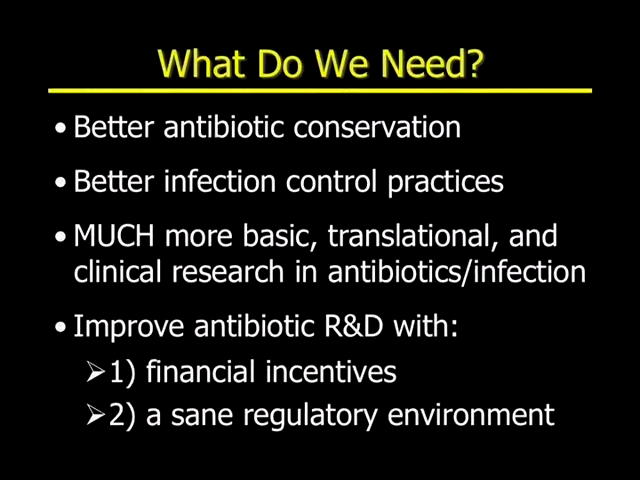 What Do We Need?
• Better antibiotic conservation
• Better infection control practices
• MUCH more basic, translational, and
clinical research in antibiotics/infection
• Improve antibiotic R&D with:
➢1) financial incentives
➢2) a sane regulatory environment